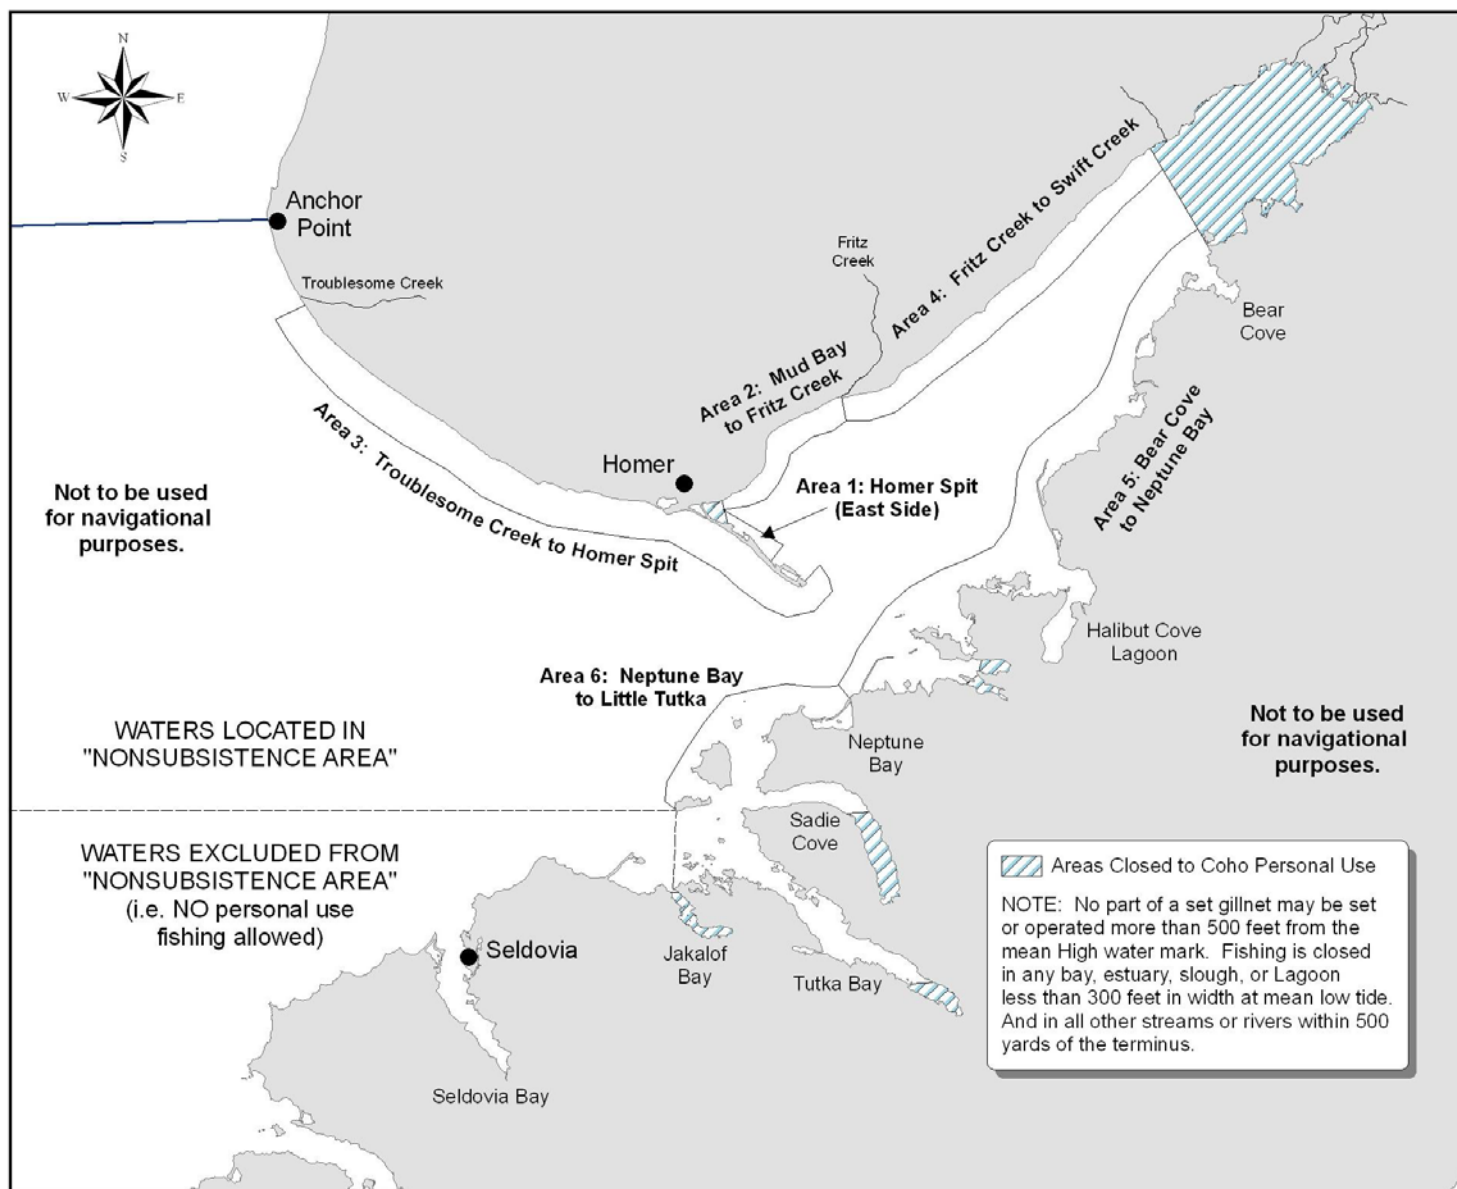 N
W
E
S
Anchor
Point
Troublesome Creek
Fritz
Creek
Area 4: Fritz Creek to Swift Creek
Bear
Cove
Area 2: Mud Bay
to Fritz Creek
Area 3: Troublesome Creek to Homer Spit
Homer
Area 1: Homer Spit
(East Side)
Area 5: Bear Cove
to Neptune Bay
Not to be used
for navigational
purposes.
Halibut Cove
Lagoon
Area 6: Neptune Bay
to Little Tutka
WATERS LOCATED IN
"NONSUBSISTENCE AREA"
Neptune
Bay
Not to be used
for navigational
purposes.
Sadie
Cove
WATERS EXCLUDED FROM
"NONSUBSISTENCE AREA"
(i.e. NO personal use
fishing allowed)
Seldovia
Jakalof
Bay
Tutka Bay
Seldovia Bay
Areas Closed to Coho Personal Use
NOTE: No part of a set gillnet may be set
or operated more than 500 feet from the
mean High water mark. Fishing is closed
in any bay, estuary, slough, or Lagoon
less than 300 feet in width at mean low tide.
And in all other streams or rivers within 500
yards of the terminus.